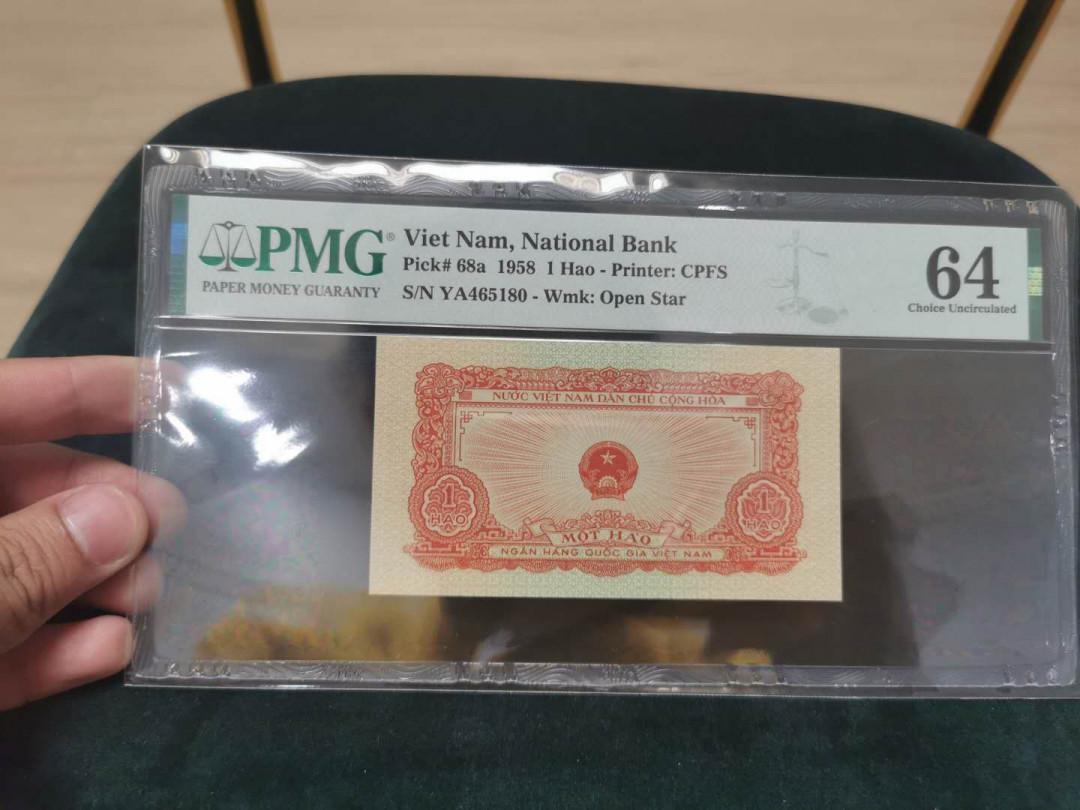 PMG®
PAPER MONEY GUARANTY
Viet Nam, National Bank
Pick# 68a 1958 1 Hao - Printer: CPFS
S/N YA465180 - Wmk: Open Star
64
Choice Uncirculated
NƯỚC VIỆT NAM DÂN CHỦ CỘNG HÒA
1
HÀO
1
HÀO
MỘT HÀO
NGÂN HÀNG QUỐC GIA VIỆT NAM